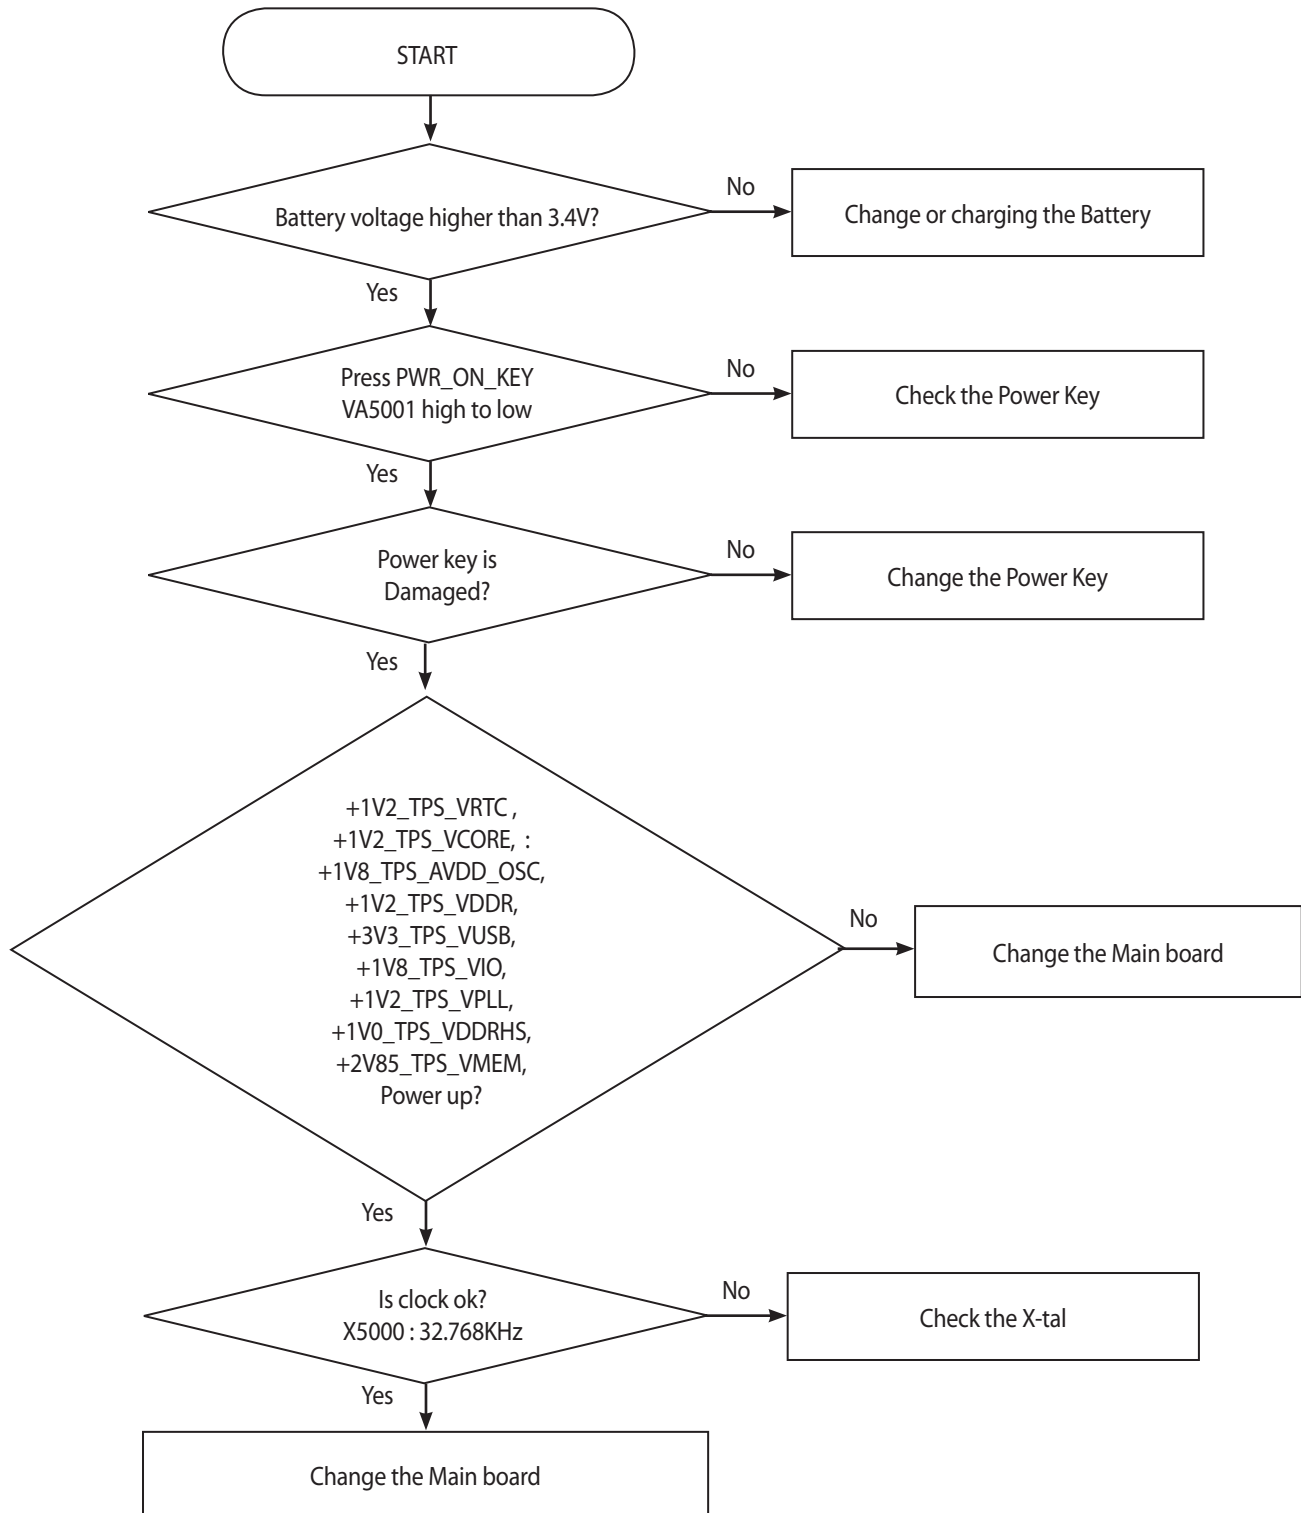 START
Battery voltage higher than 3.4V?
No
Change or charging the Battery
Yes
Press PWR_ON_KEY
VA5001 high to low
No
Check the Power Key
Yes
Power key is
Damaged?
No
Change the Power Key
Yes
+1V2_TPS_VRTC ,
+1V2_TPS_VCORE,  :
+1V8_TPS_AVDD_OSC,
+1V2_TPS_VDDR,
+3V3_TPS_VUSB,
+1V8_TPS_VIO,
+1V2_TPS_VPLL,
+1V0_TPS_VDDRHS,
+2V85_TPS_VMEM,
Power up?
No
Change the Main board
Yes
Is clock ok?
X5000 : 32.768KHz
No
Check the X-tal
Yes
Change the Main board